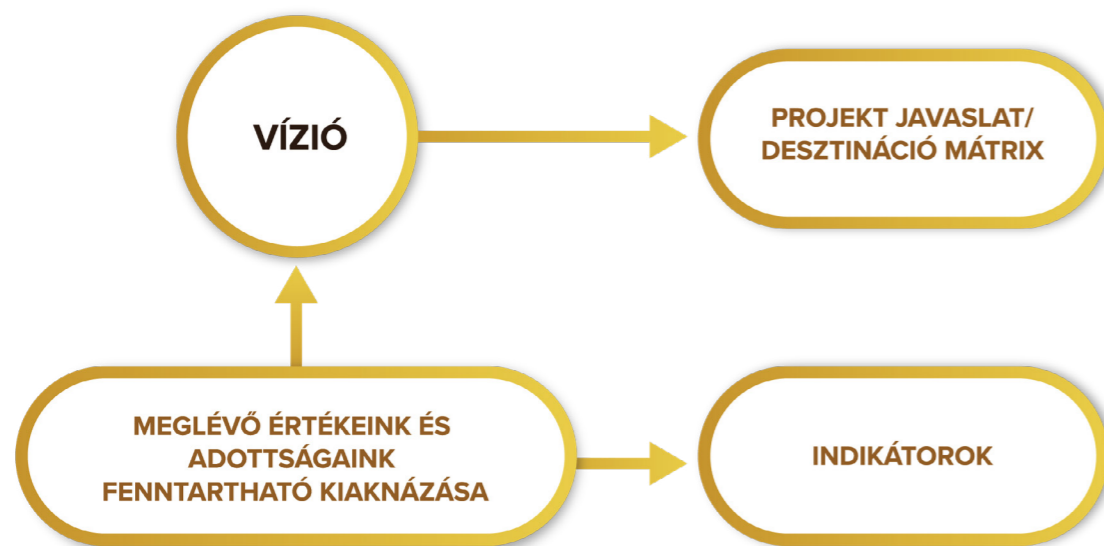 VÍZIÓ
PROJEKT JAVASLAT/
DESZTINÁCIÓ MÁTRIX
MEGLÉVŐ ÉRTÉKEINK ÉS
ADOTTSÁGAINK
FENNTARTHATÓ KIAKNÁZÁSA
INDIKÁTOROK